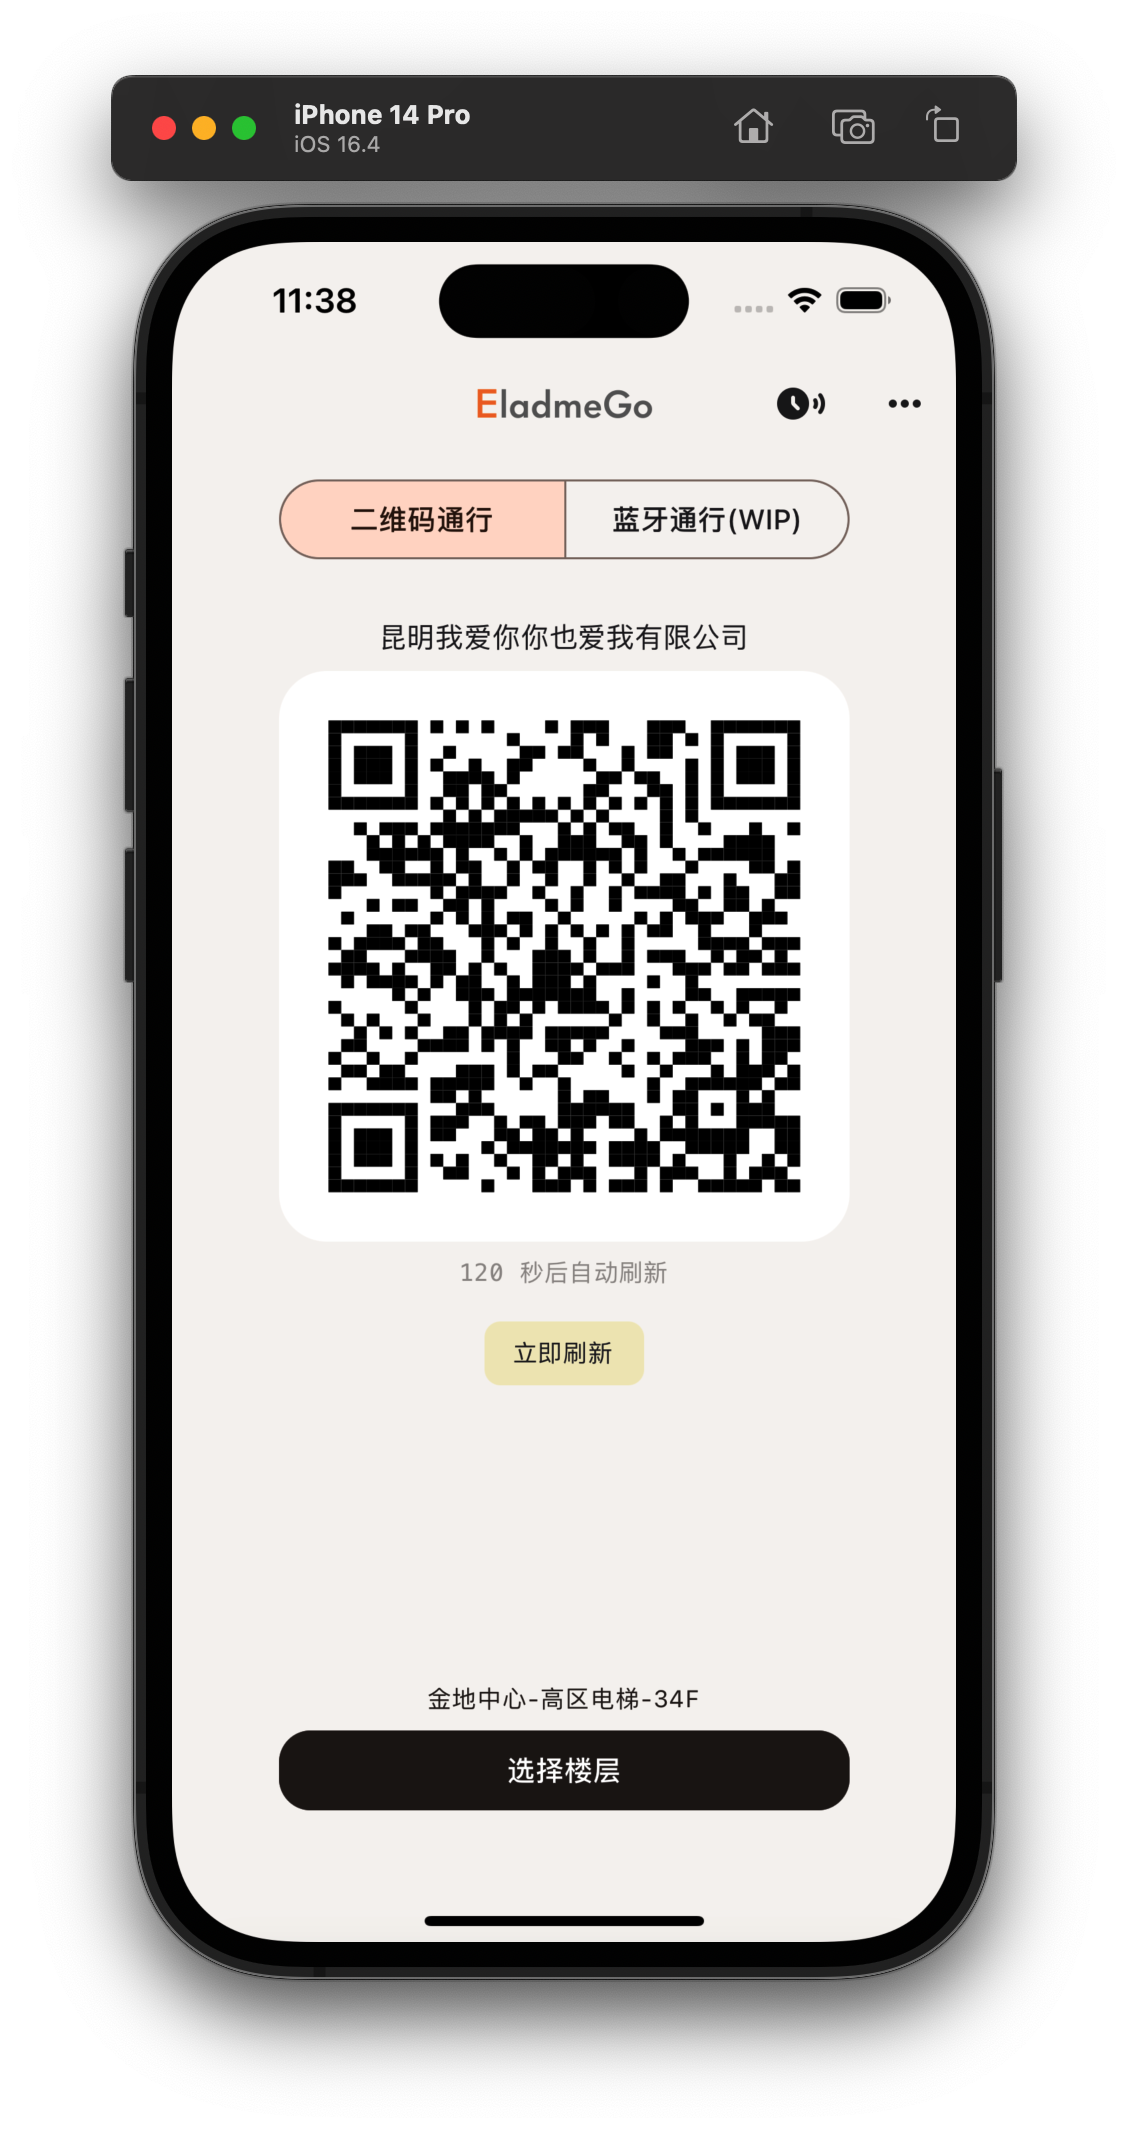 iPhone 14 Pro
iOS 16.4
11:38
EladmeGo
二维码通行
蓝牙通行(WIP)
昆明我爱你你也爱我有限公司
120 秒后自动刷新
立即刷新
金地中心-高区电梯-34F
选择楼层